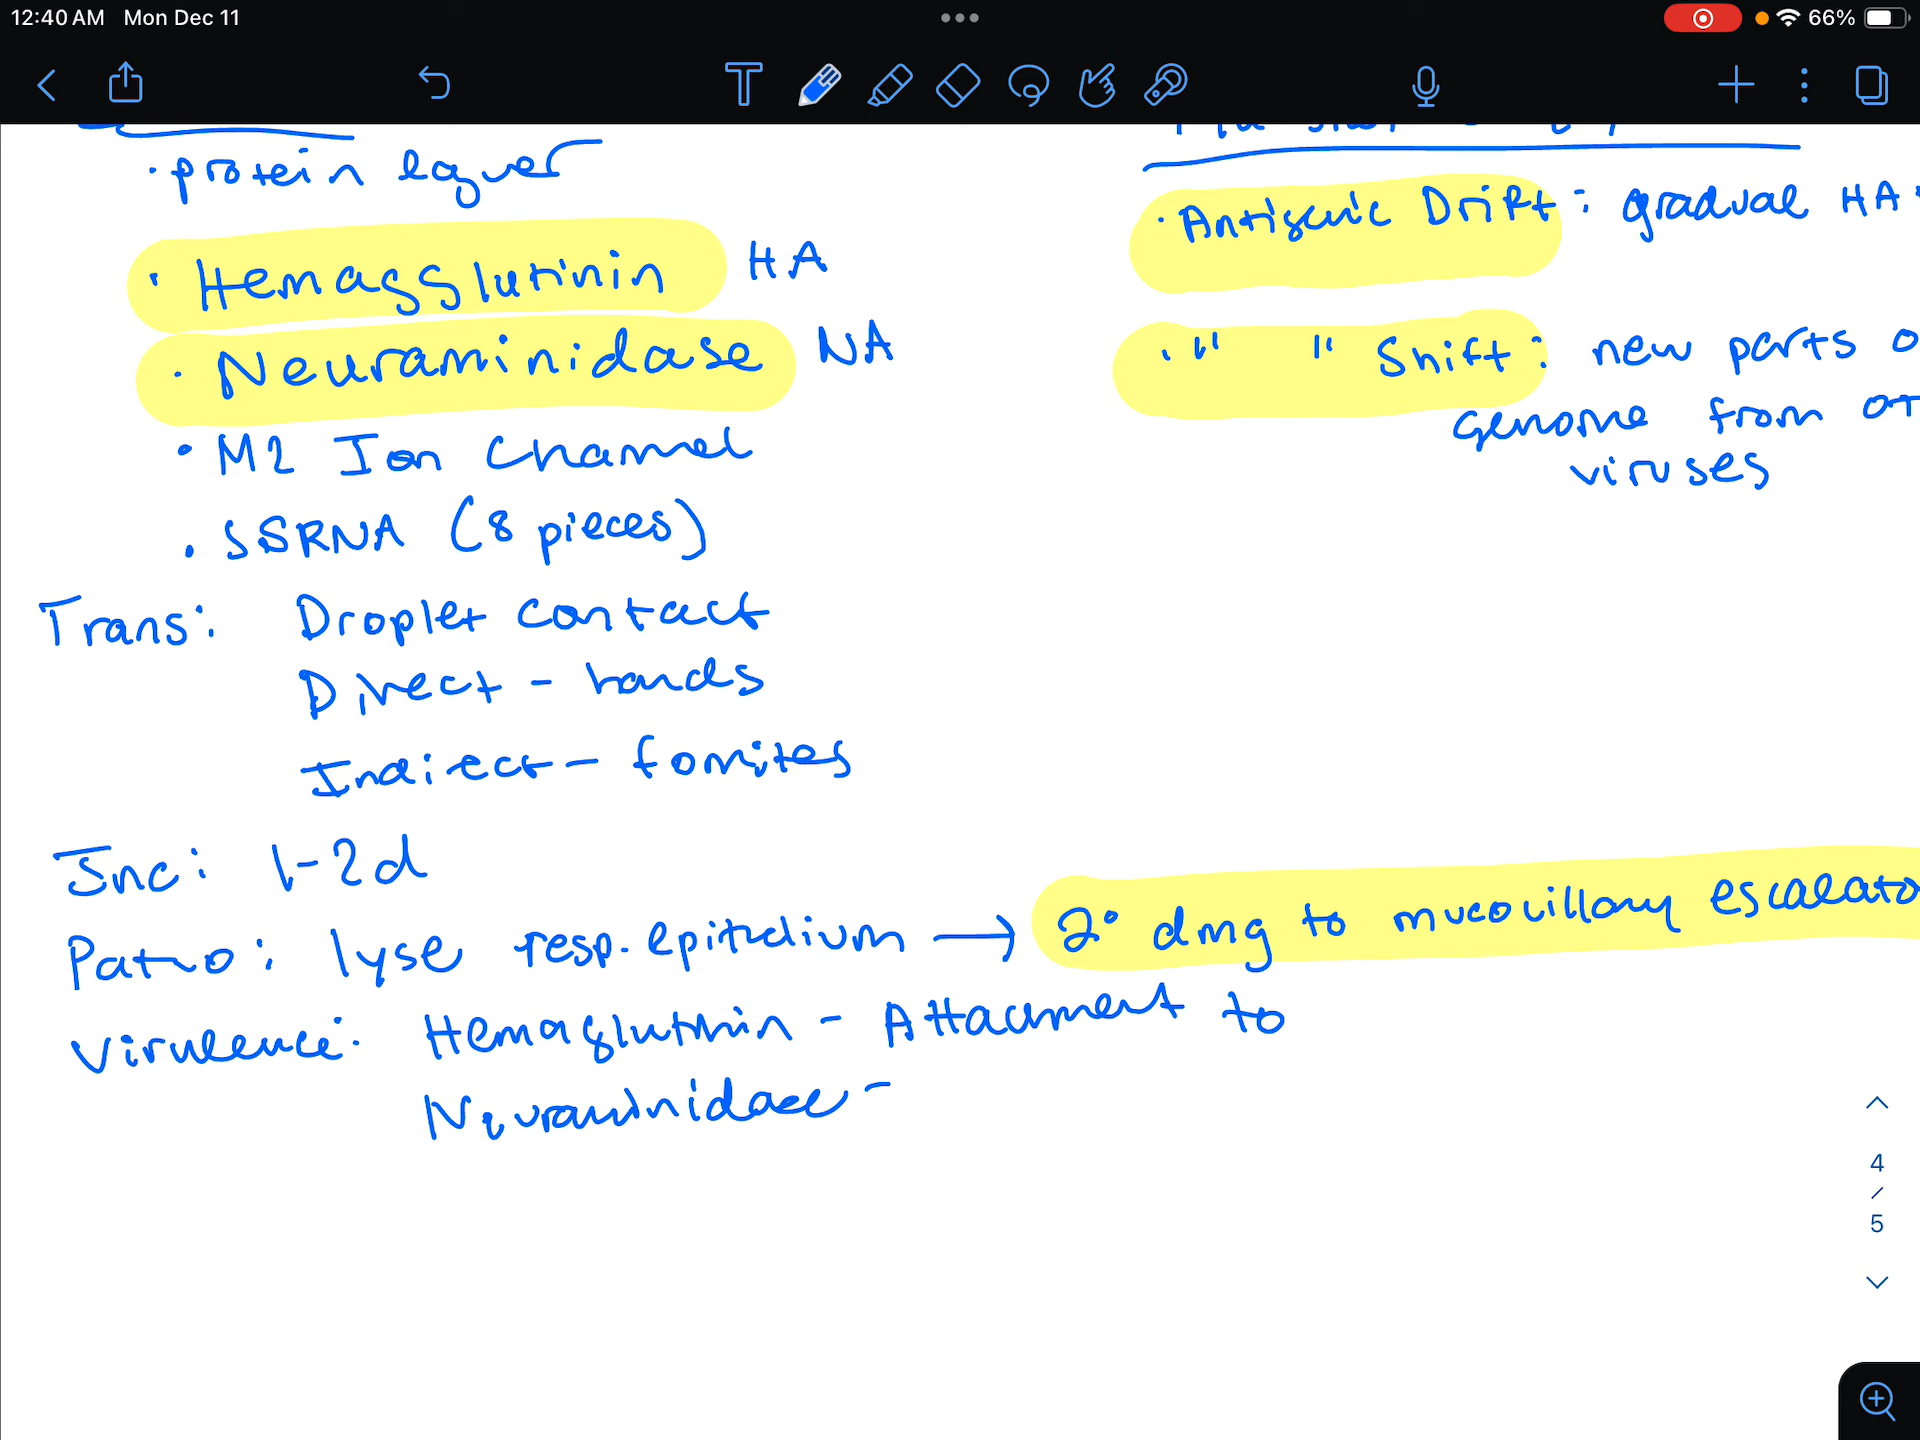 12:40 AM Mon Dec 11
66%
· protein layer
· Hemagglutinin HA
· Neuraminidase NA
• M2 Ion Channel
• SSRNA (8 pieces)
Trans: Droplet contact
Direct - hands
Indirect - fomites
Inc: 1-2d
Patho: lyse resp. epithelium → 2° dmg to mucocillary escalato
Virulence: Hemagluttinin - Attachment to
Neuraminidase -
· Antigenic Drift: gradual HA
· " " Shift: new parts o
genome from ot
viruses
4
/
5